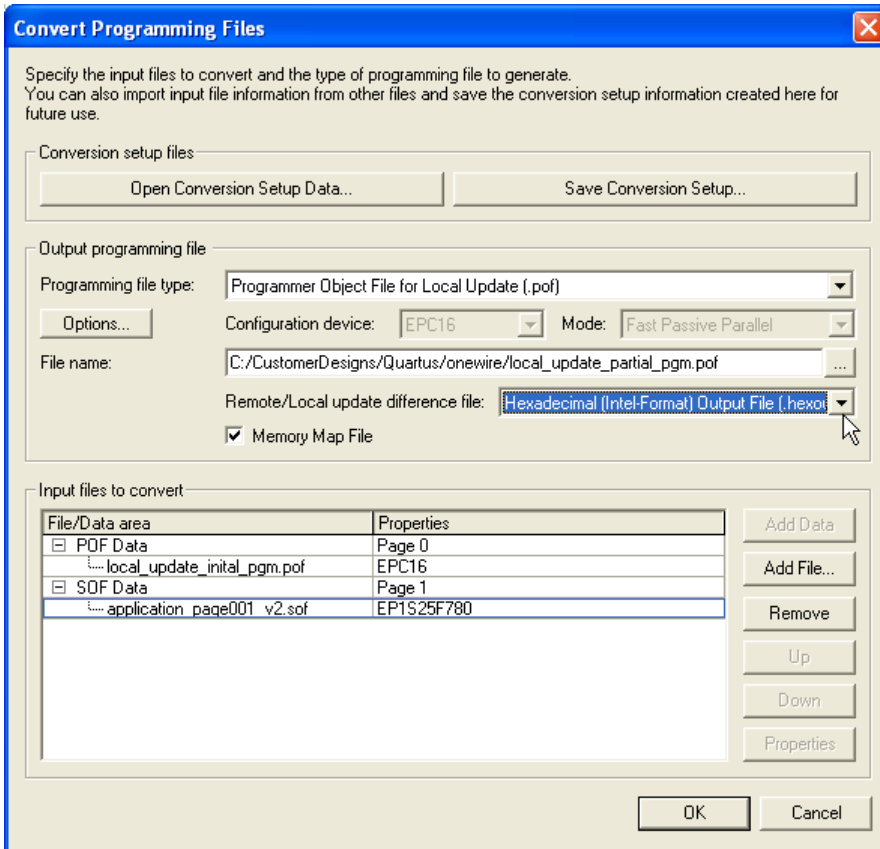 Convert Programming Files
Specify the input files to convert and the type of programming file to generate.
You can also import input file information from other files and save the conversion setup information created here for
future use.
Conversion setup files
Open Conversion Setup Data... Save Conversion Setup...
Output programming file
Programming file type: Programmer Object File for Local Update (.pof)
Options... Configuration device: EPC16 Mode: Fast Passive Parallel
File name: C:/CustomerDesigns/Quartus/onewire/local_update_partial_pgm.pof ...
Remote/Local update difference file: Hexadecimal (Intel-Format) Output File (.hexou
Memory Map File
Input files to convert
File/Data area Properties Add Data
POF Data Page 0
local_update_inital_pgm.pof EPC16 Add File...
SOF Data Page 1
application_page001_v2.sof EP1S25F780 Remove
Up
Down
Properties
OK Cancel